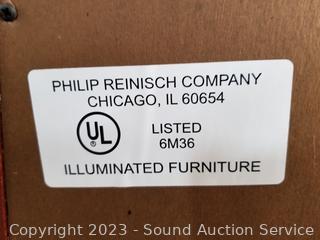 PHILIP REINISCH COMPANY
CHICAGO, IL 60654
UL
LISTED
6M36
ILLUMINATED FURNITURE
Copyright © 2023 - Sound Auction Service